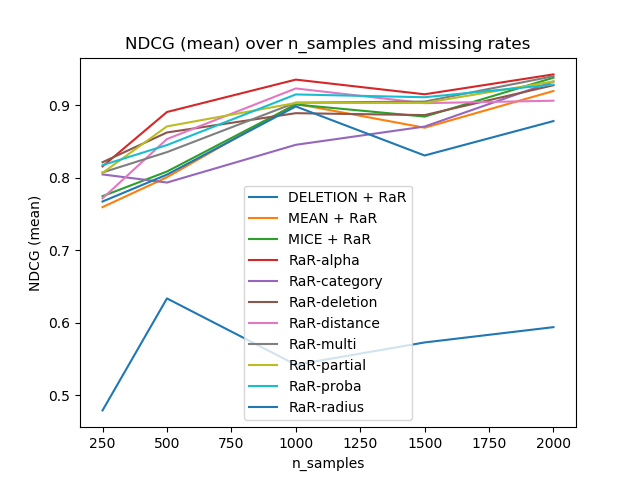 NDCG (mean) over n_samples and missing rates
NDCG (mean)
0.9
0.8
0.7
0.6
0.5
DELETION + RaR
MEAN + RaR
MICE + RaR
RaR-alpha
RaR-category
RaR-deletion
RaR-distance
RaR-multi
RaR-partial
RaR-proba
RaR-radius
250 500 750 1000 1250 1500 1750 2000
n_samples